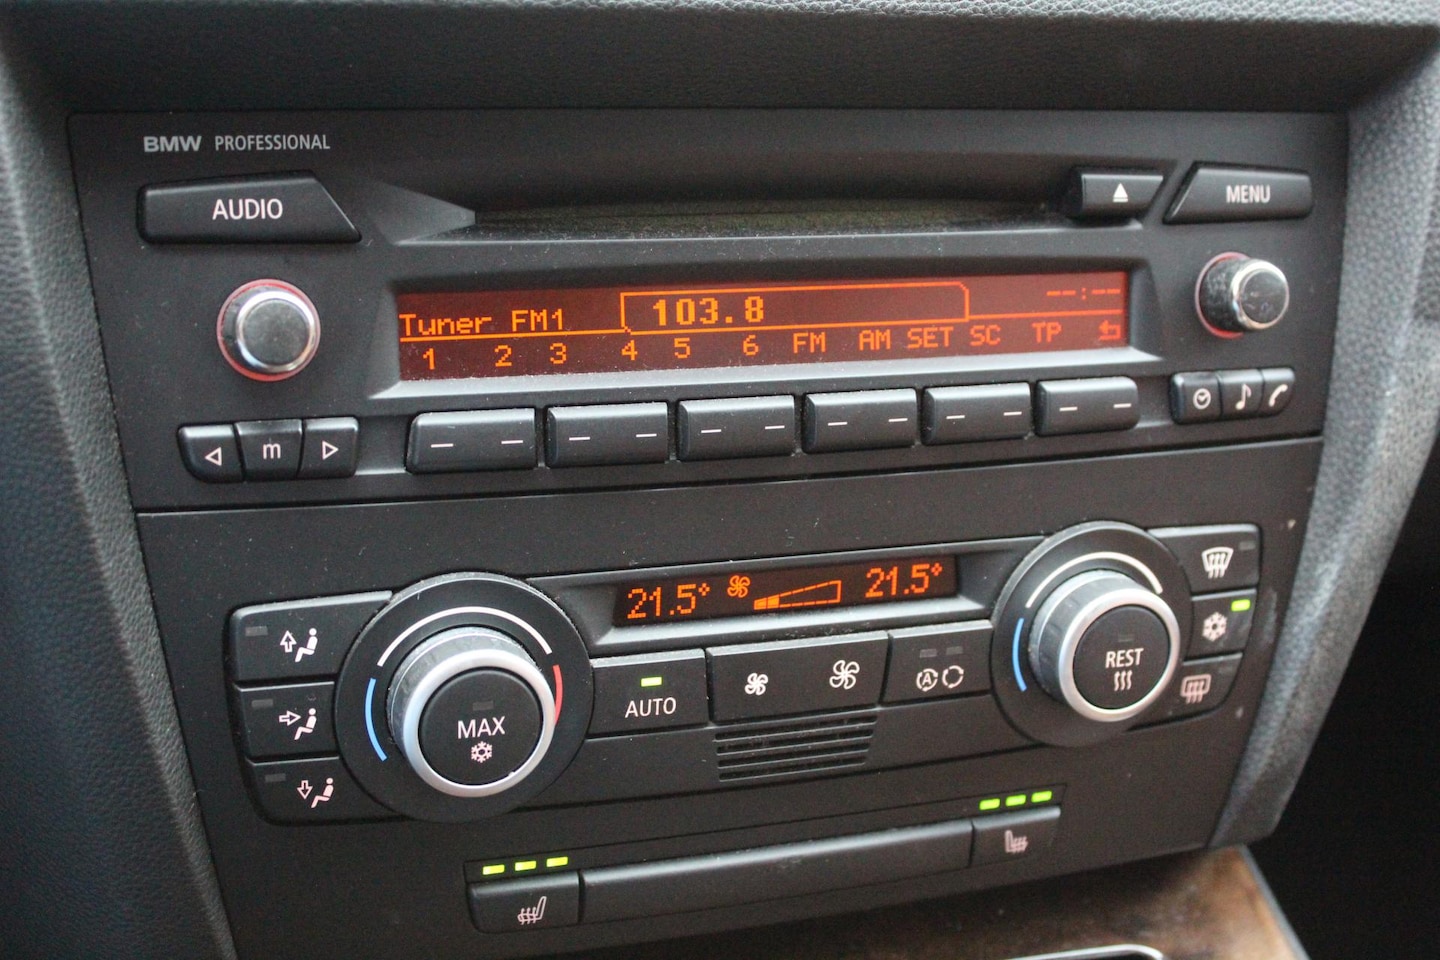 BMW PROFESSIONAL
AUDIO
MENU
Tuner FM1 103.8 --:--
1 2 3 4 5 6 FM AM SET SC TP
m
21.5° 21.5°
MAX
AUTO
A
REST